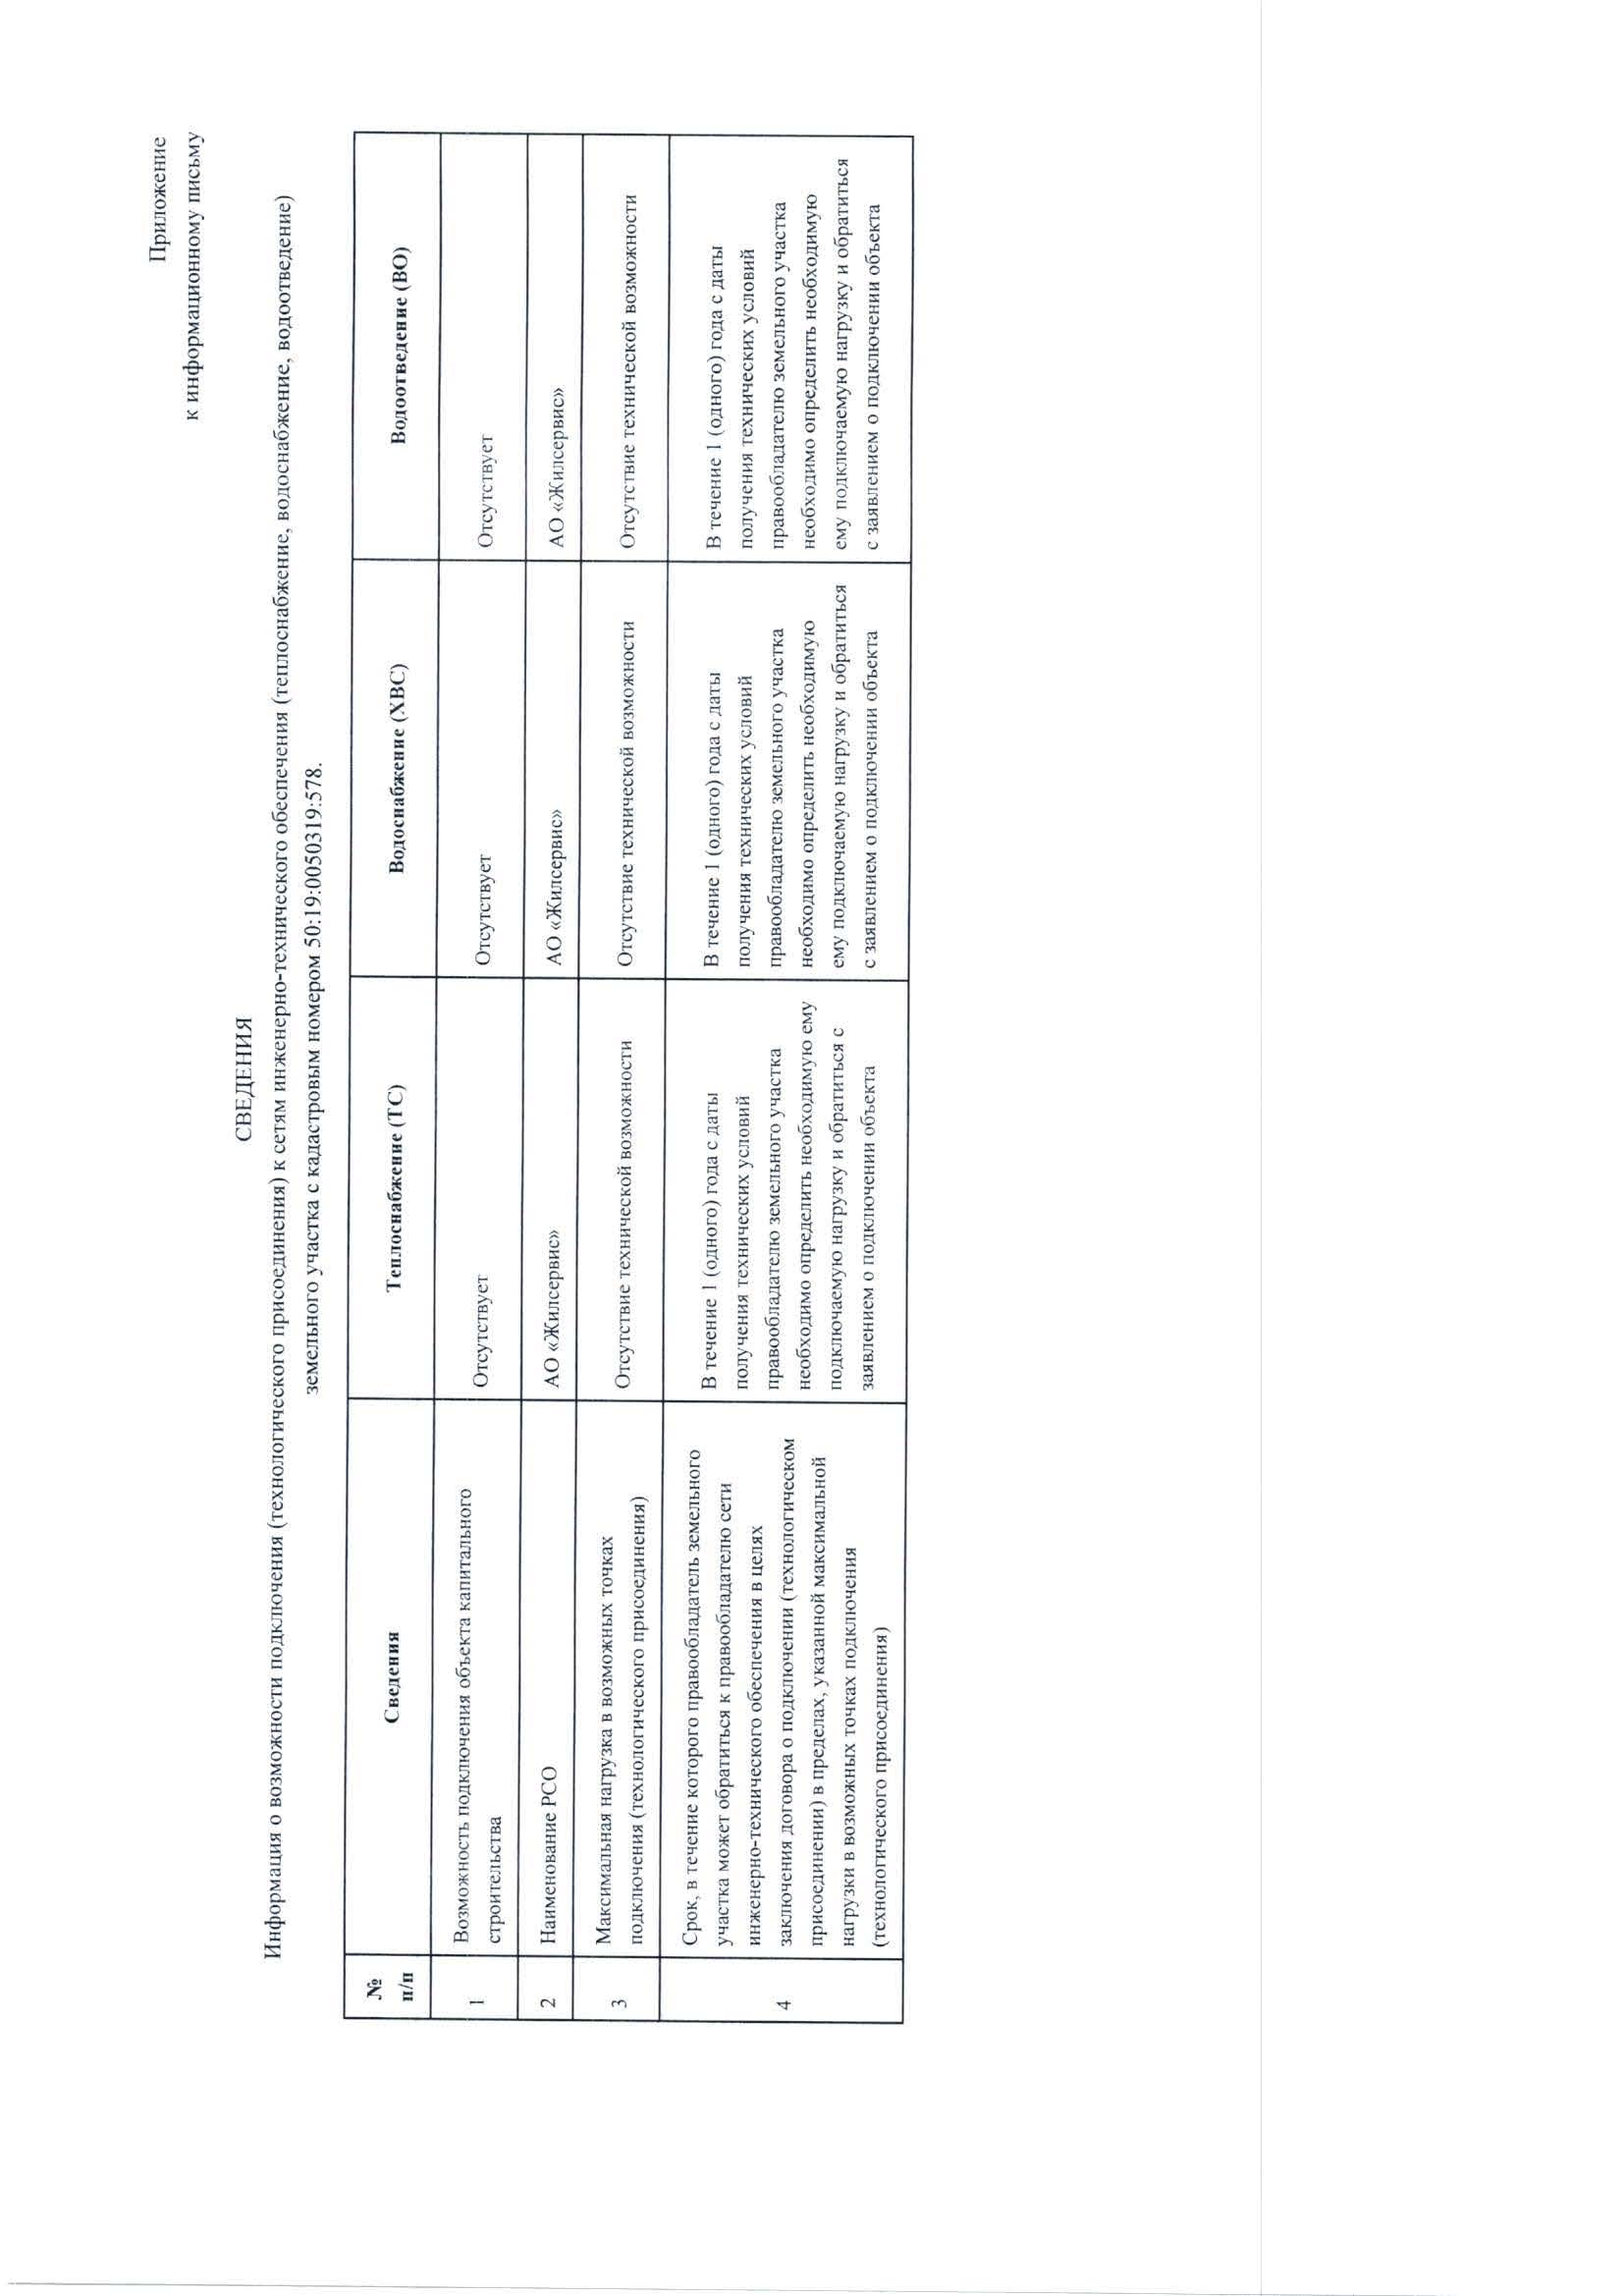 Приложение
к информационному письму
СВЕДЕНИЯ
Информация о возможности подключения (технологического присоединения) к сетям инженерно-технического обеспечения (теплоснабжение, водоснабжение, водоотведение)
земельного участка с кадастровым номером 50:19:0050319:578.
№
п/п
Сведения
Теплоснабжение (ТС)
Водоснабжение (ХВС)
Водоотведение (ВО)
1
Возможность подключения объекта капитального
строительства
Отсутствует
Отсутствует
Отсутствует
2
Наименование РСО
АО «Жилсервис»
АО «Жилсервис»
АО «Жилсервис»
3
Максимальная нагрузка в возможных точках
подключения (технологического присоединения)
Отсутствие технической возможности
Отсутствие технической возможности
Отсутствие технической возможности
4
Срок, в течение которого правообладатель земельного
участка может обратиться к правообладателю сети
инженерно-технического обеспечения в целях
заключения договора о подключении (технологическом
присоединении) в пределах, указанной максимальной
нагрузки в возможных точках подключения
(технологического присоединения)
В течение 1 (одного) года с даты
получения технических условий
правообладателю земельного участка
необходимо определить необходимую ему
подключаемую нагрузку и обратиться с
заявлением о подключении объекта
В течение 1 (одного) года с даты
получения технических условий
правообладателю земельного участка
необходимо определить необходимую
ему подключаемую нагрузку и обратиться
с заявлением о подключении объекта
В течение 1 (одного) года с даты
получения технических условий
правообладателю земельного участка
необходимо определить необходимую
ему подключаемую нагрузку и обратиться
с заявлением о подключении объекта